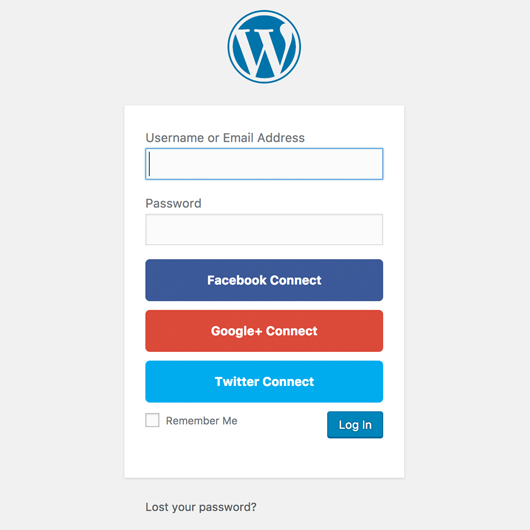 Username or Email Address
Password
Facebook Connect
Google+ Connect
Twitter Connect
Remember Me
Log In
Lost your password?